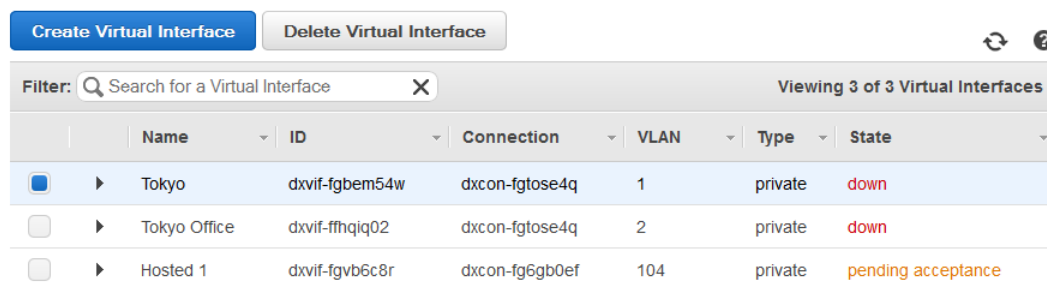 Create Virtual Interface Delete Virtual Interface
Filter: Search for a Virtual Interface Viewing 3 of 3 Virtual Interfaces
Name ID Connection VLAN Type State
Tokyo dxvif-fgbem54w dxcon-fgtose4q 1 private down
Tokyo Office dxvif-ffhqiq02 dxcon-fgtose4q 2 private down
Hosted 1 dxvif-fgvb6c8r dxcon-fg6gb0ef 104 private pending acceptance